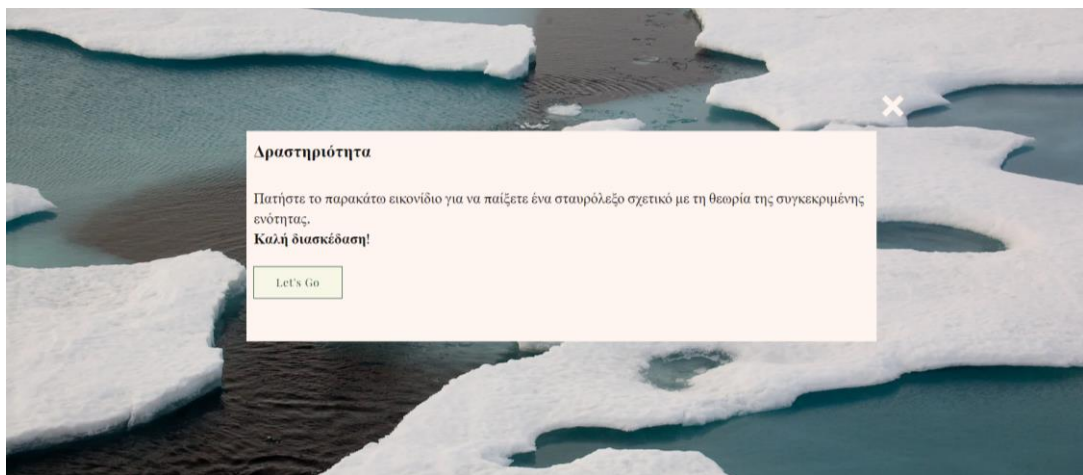 Δραστηριότητα
Πατήστε το παρακάτω εικονίδιο για να παίξετε ένα σταυρόλεξο σχετικό με τη θεωρία της συγκεκριμένης
ενότητας.
Καλή διασκέδαση!
Let's Go